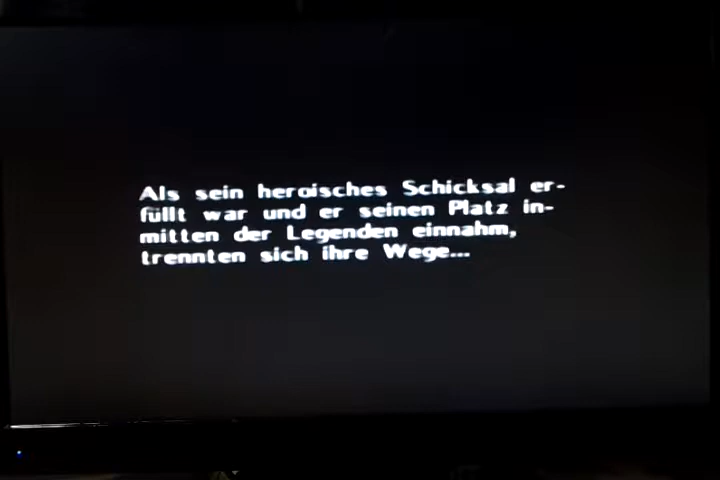 Als sein heroisches Schicksal er-
füllt war und er seinen Platz in-
mitten der Legenden einnahm,
trennten sich ihre Wege...